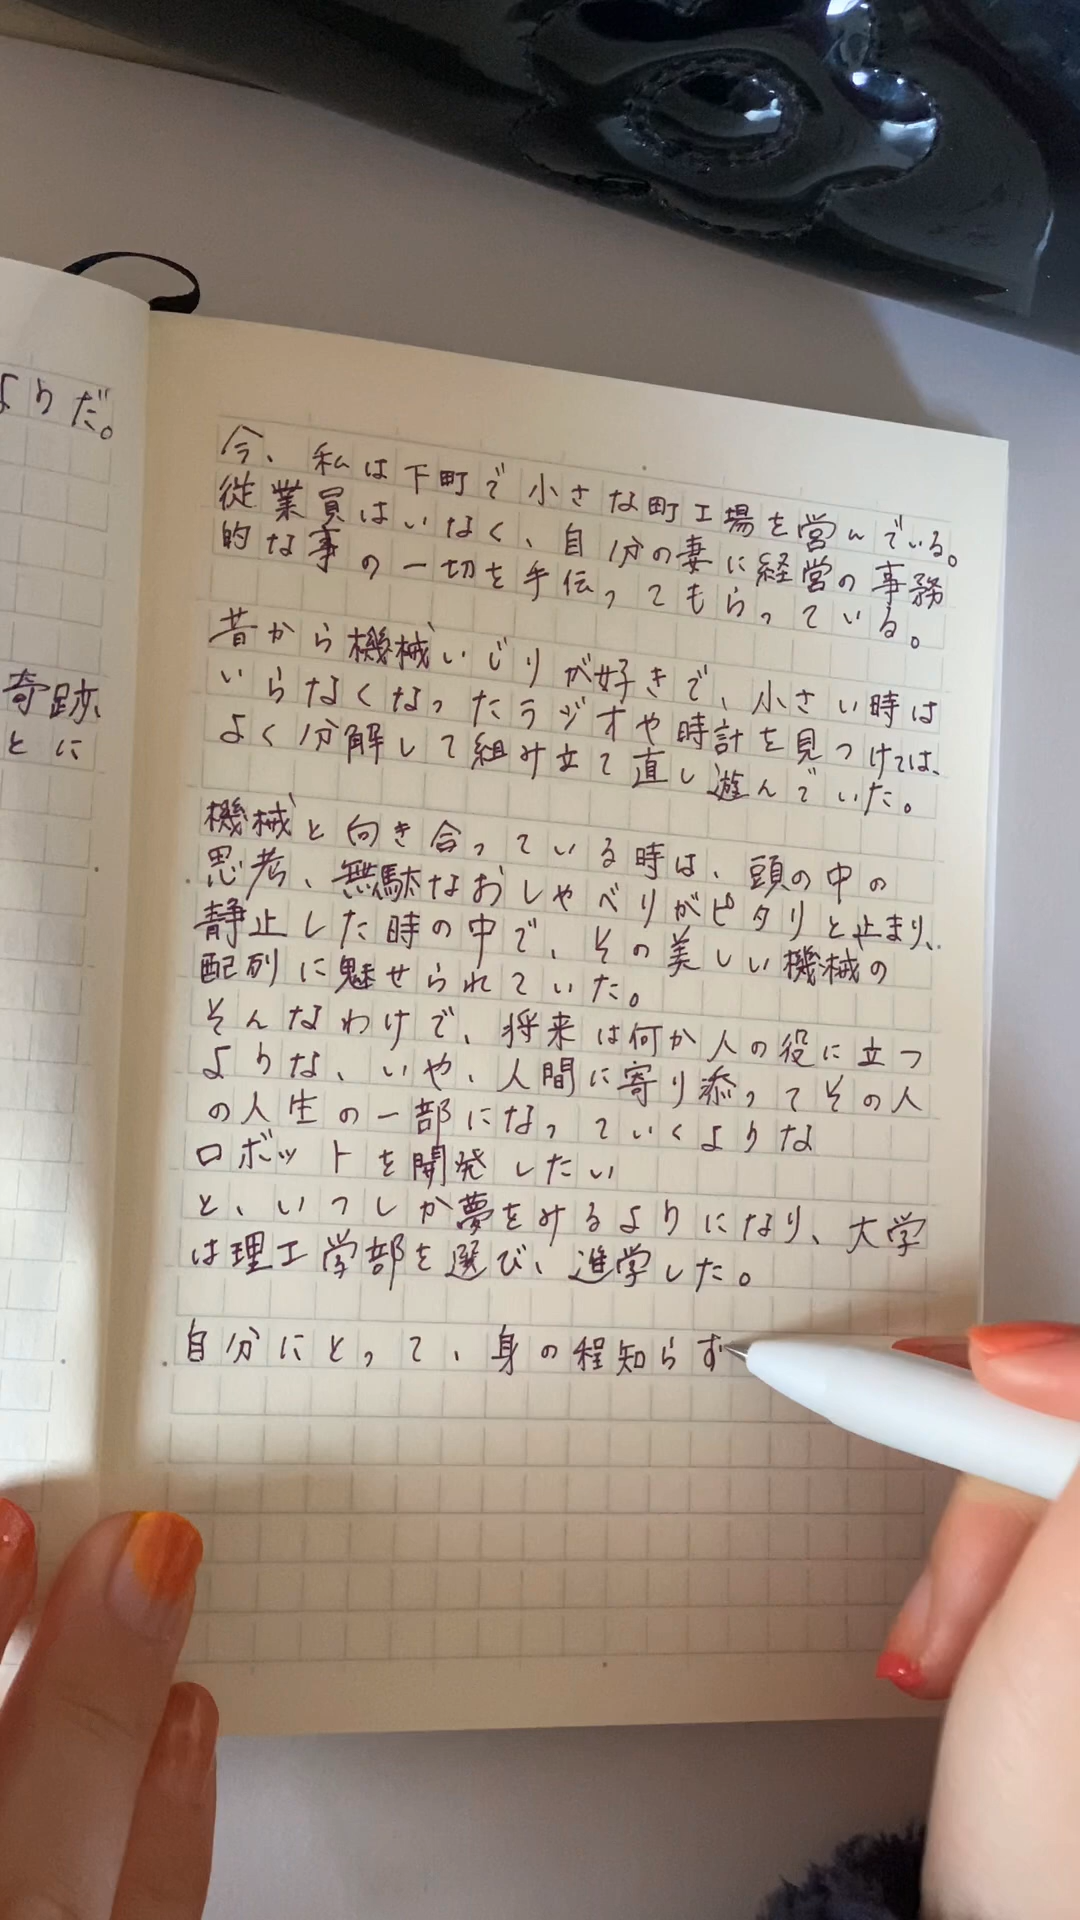 よりだ。
奇跡、
とに
今、私は下町で小さな町工場を営んでいる。
従業員はいなく、自分の妻に経営の事務
的な事の一切を手伝ってもらっている。
昔から機械いじりが好きで、小さい時は
いらなくなったラジオや時計を見つけては、
よく分解して組み立て直し遊んでいた。
機械と向き合っている時は、頭の中の
思考、無駄なおしゃべりがピタリと止まり、
静止した時の中で、その美しい機械の
配列に魅せられていた。
そんなわけで、将来は何か人の役に立つ
ような、いや、人間に寄り添ってその人
の人生の一部になっていくような
ロボットを開発したい
と、いつしか夢をみるようになり、大学
は理工学部を選び、進学した。
自分にとって、身の程知らず